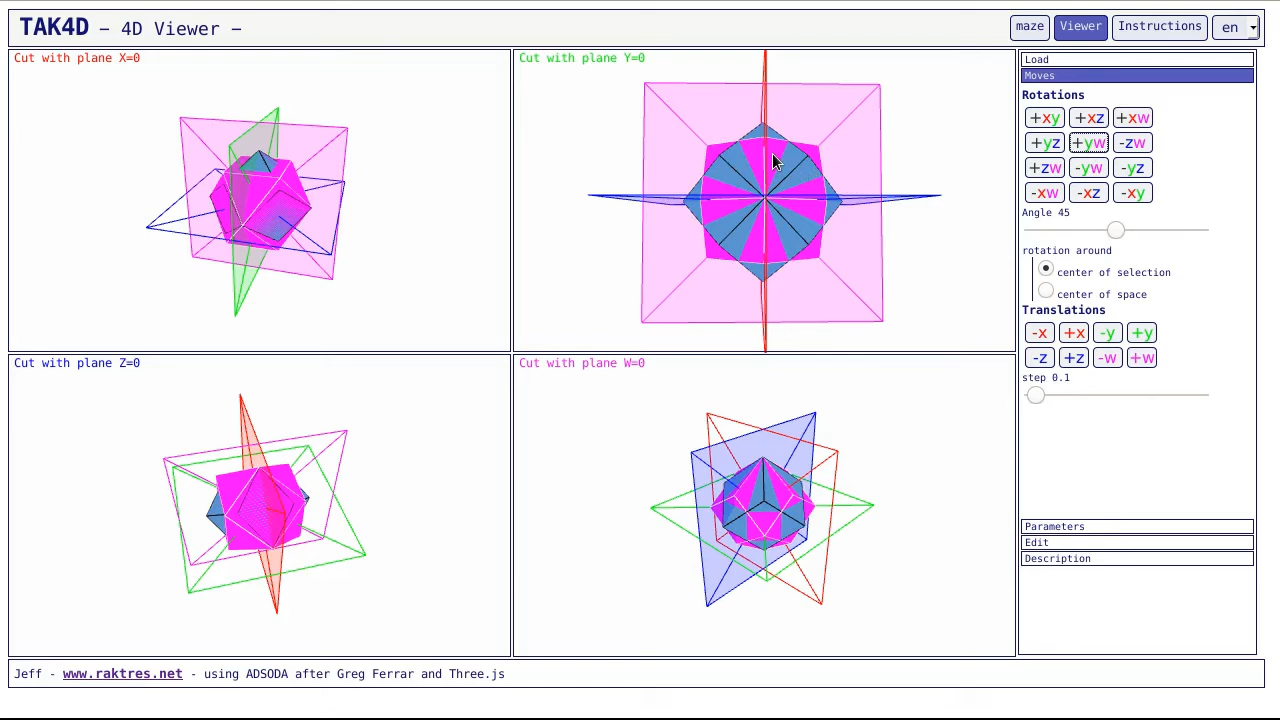 TAK4D – 4D Viewer –
maze Viewer Instructions en
Cut with plane X=0
Cut with plane Y=0
Cut with plane Z=0
Cut with plane W=0
Load
Moves
Rotations
+xy +xz +xw
+yz +yw -zw
+zw -yw -yz
-xw -xz -xy
Angle 45
rotation around
center of selection
center of space
Translations
-x +x -y +y
-z +z -w +w
step 0.1
Parameters
Edit
Description
Jeff - www.raktres.net - using ADSODA after Greg Ferrar and Three.js